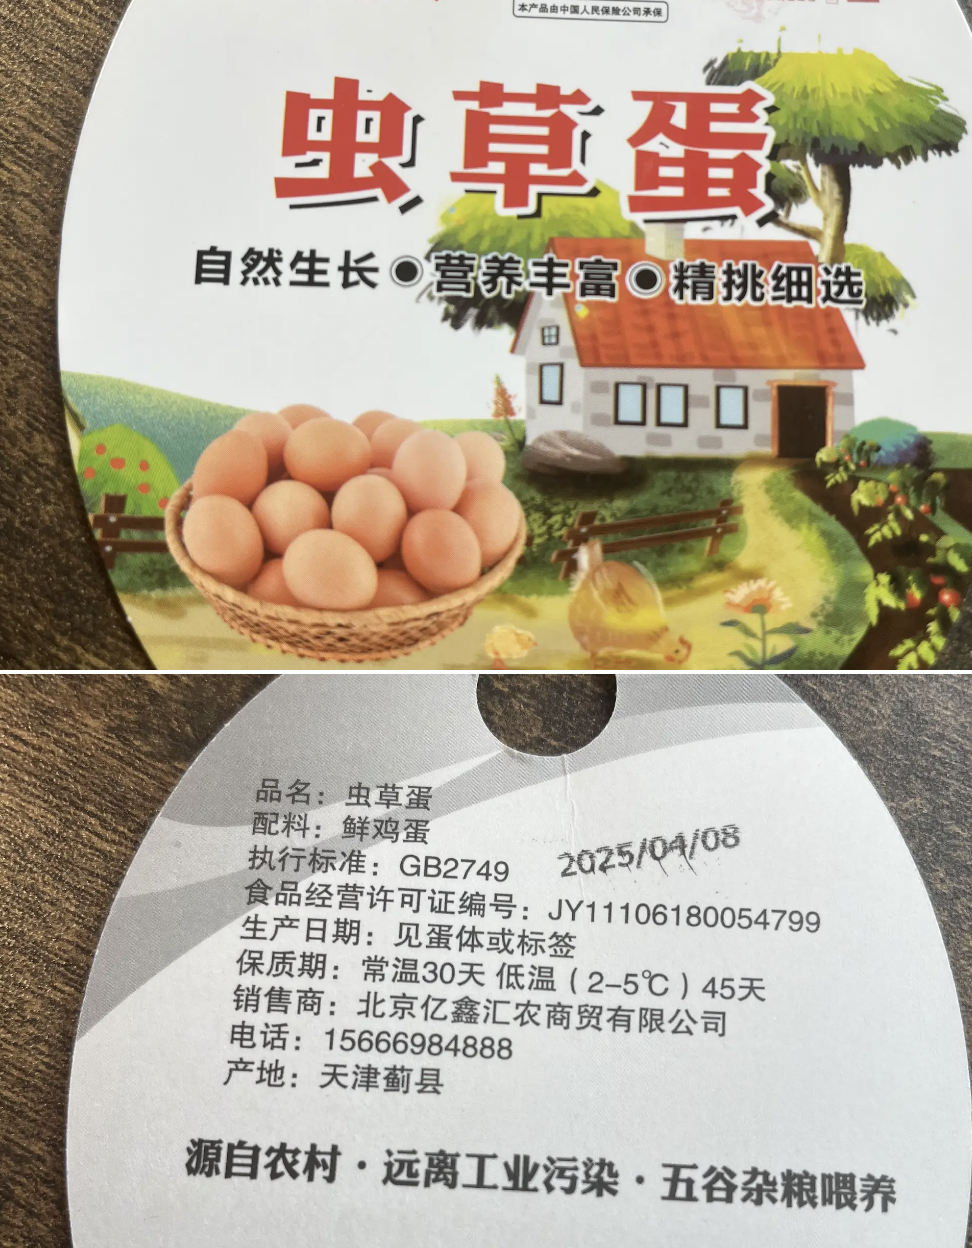 本产品由中国人民保险公司承保
虫草蛋
自然生长●营养丰富●精挑细选
品名：虫草蛋
配料：鲜鸡蛋
执行标准：GB2749
2025/04/08
食品经营许可证编号：JY11106180054799
生产日期：见蛋体或标签
保质期：常温30天 低温（2-5℃）45天
销售商：北京亿鑫汇农商贸有限公司
电话：15666984888
产地：天津蓟县
源自农村·远离工业污染·五谷杂粮喂养